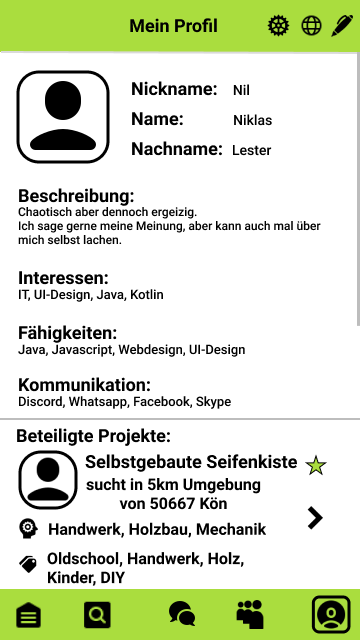 Mein Profil
Nickname: Nil
Name: Niklas
Nachname: Lester
Beschreibung:
Chaotisch aber dennoch ergeizig.
Ich sage gerne meine Meinung, aber kann auch mal über
mich selbst lachen.
Interessen:
IT, UI-Design, Java, Kotlin
Fähigkeiten:
Java, Javascript, Webdesign, UI-Design
Kommunikation:
Discord, Whatsapp, Facebook, Skype
Beteiligte Projekte:
Selbstgebaute Seifenkiste
sucht in 5km Umgebung
von 50667 Kön
Handwerk, Holzbau, Mechanik
Oldschool, Handwerk, Holz,
Kinder, DIY